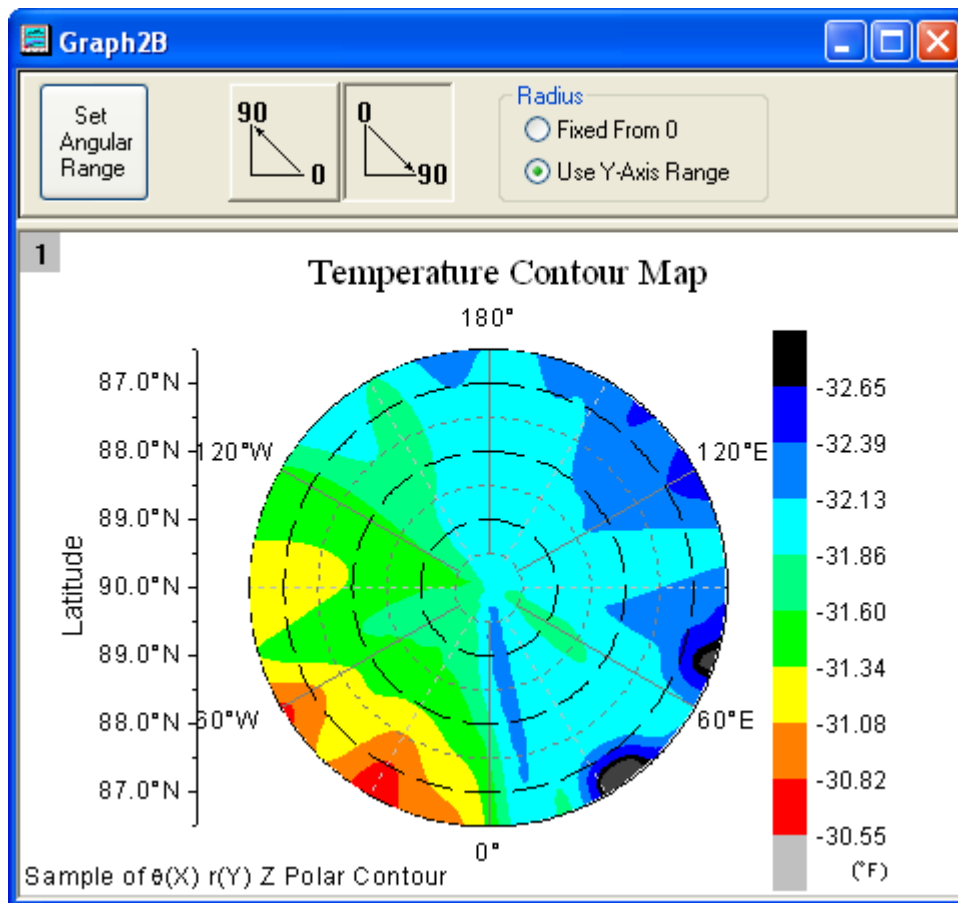 Graph2B
Set
Angular
Range
90
0
0
90
Radius
Fixed From 0
Use Y-Axis Range
1
Temperature Contour Map
180°
87.0°N
88.0°N
89.0°N
90.0°N
89.0°N
88.0°N
87.0°N
Latitude
120°W
120°E
60°W
60°E
0°
-32.65
-32.39
-32.13
-31.86
-31.60
-31.34
-31.08
-30.82
-30.55
(°F)
Sample of θ(X) r(Y) Z Polar Contour